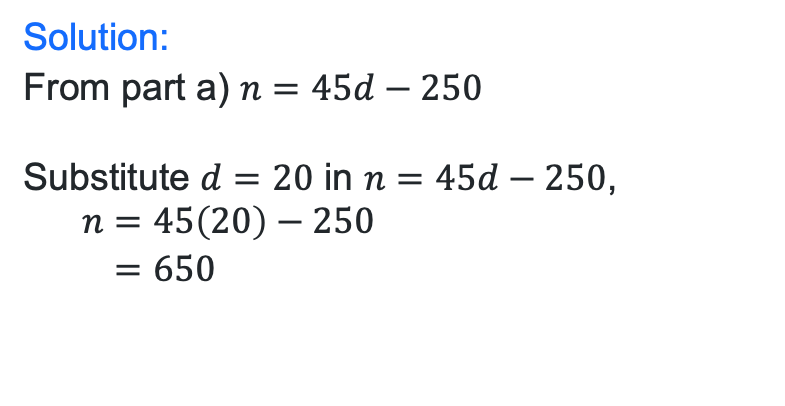 Solution:
From part a) n = 45d − 250
Substitute d = 20 in n = 45d − 250,
n = 45(20) − 250
= 650